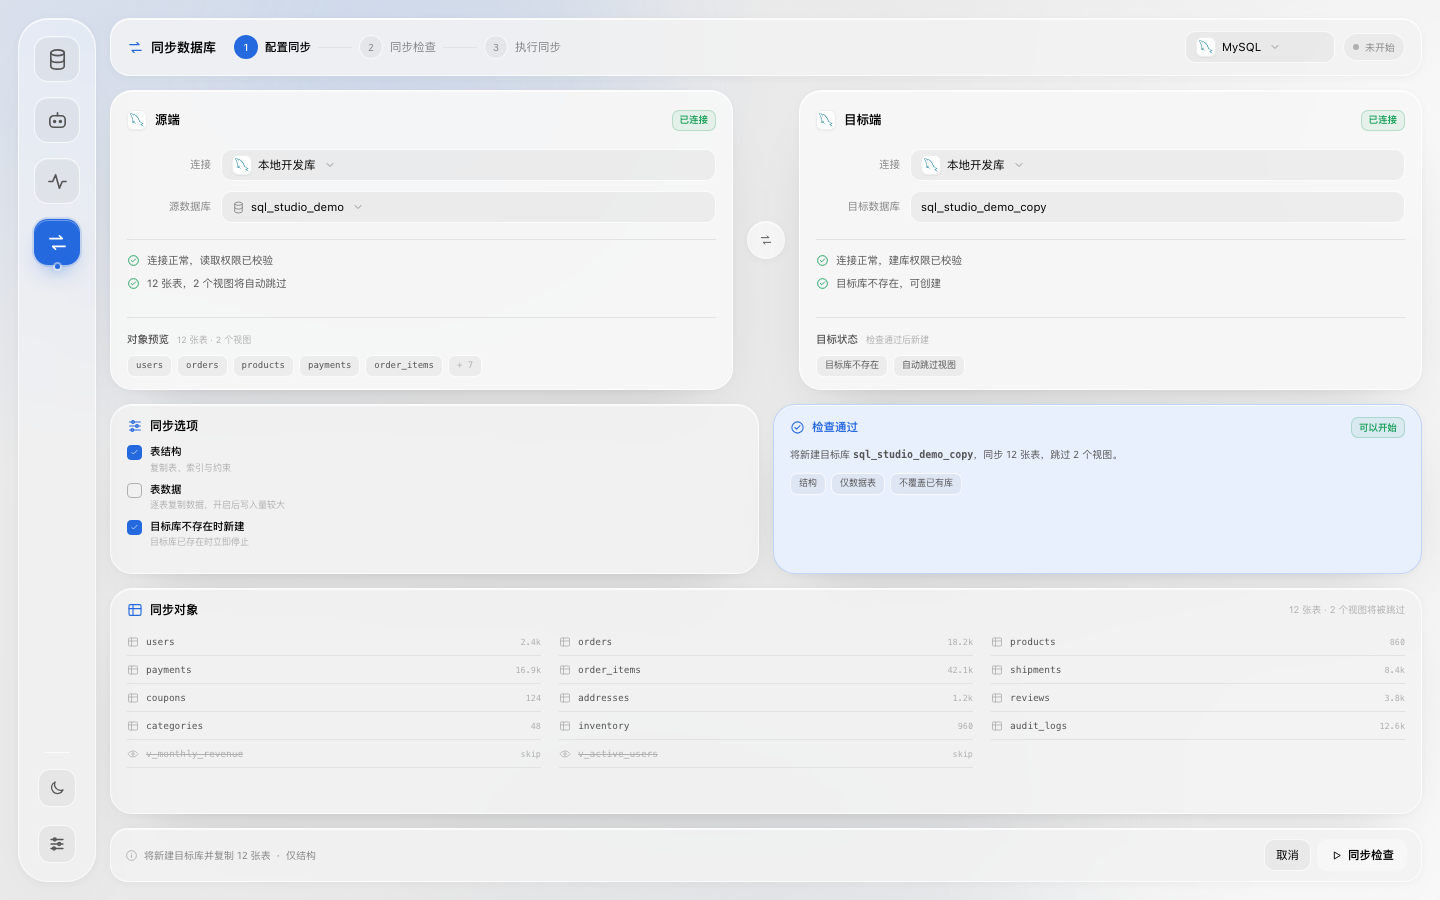 同步数据库
1 配置同步
2 同步检查
3 执行同步
MySQL
未开始
源端
已连接
连接 本地开发库
源数据库 sql_studio_demo
连接正常，读取权限已校验
12 张表，2 个视图将自动跳过
对象预览 12 张表 · 2 个视图
users orders products payments order_items + 7
目标端
已连接
连接 本地开发库
目标数据库 sql_studio_demo_copy
连接正常，建库权限已校验
目标库不存在，可创建
目标状态 检查通过后新建
目标库不存在 自动跳过视图
同步选项
表结构
复制表，索引与约束
表数据
逐表复制数据，开启后写入量较大
目标库不存在时新建
目标库已存在时立即停止
检查通过
可以开始
将新建目标库 sql_studio_demo_copy，同步 12 张表，跳过 2 个视图。
结构 仅数据表 不覆盖已有库
同步对象
12 张表 · 2 个视图将被跳过
users 2.4k orders 18.2k products 860
payments 16.9k order_items 42.1k shipments 8.4k
coupons 124 addresses 1.2k reviews 3.8k
categories 48 inventory 960 audit_logs 12.6k
v_monthly_revenue skip v_active_users skip
将新建目标库并复制 12 张表 · 仅结构
取消
同步检查